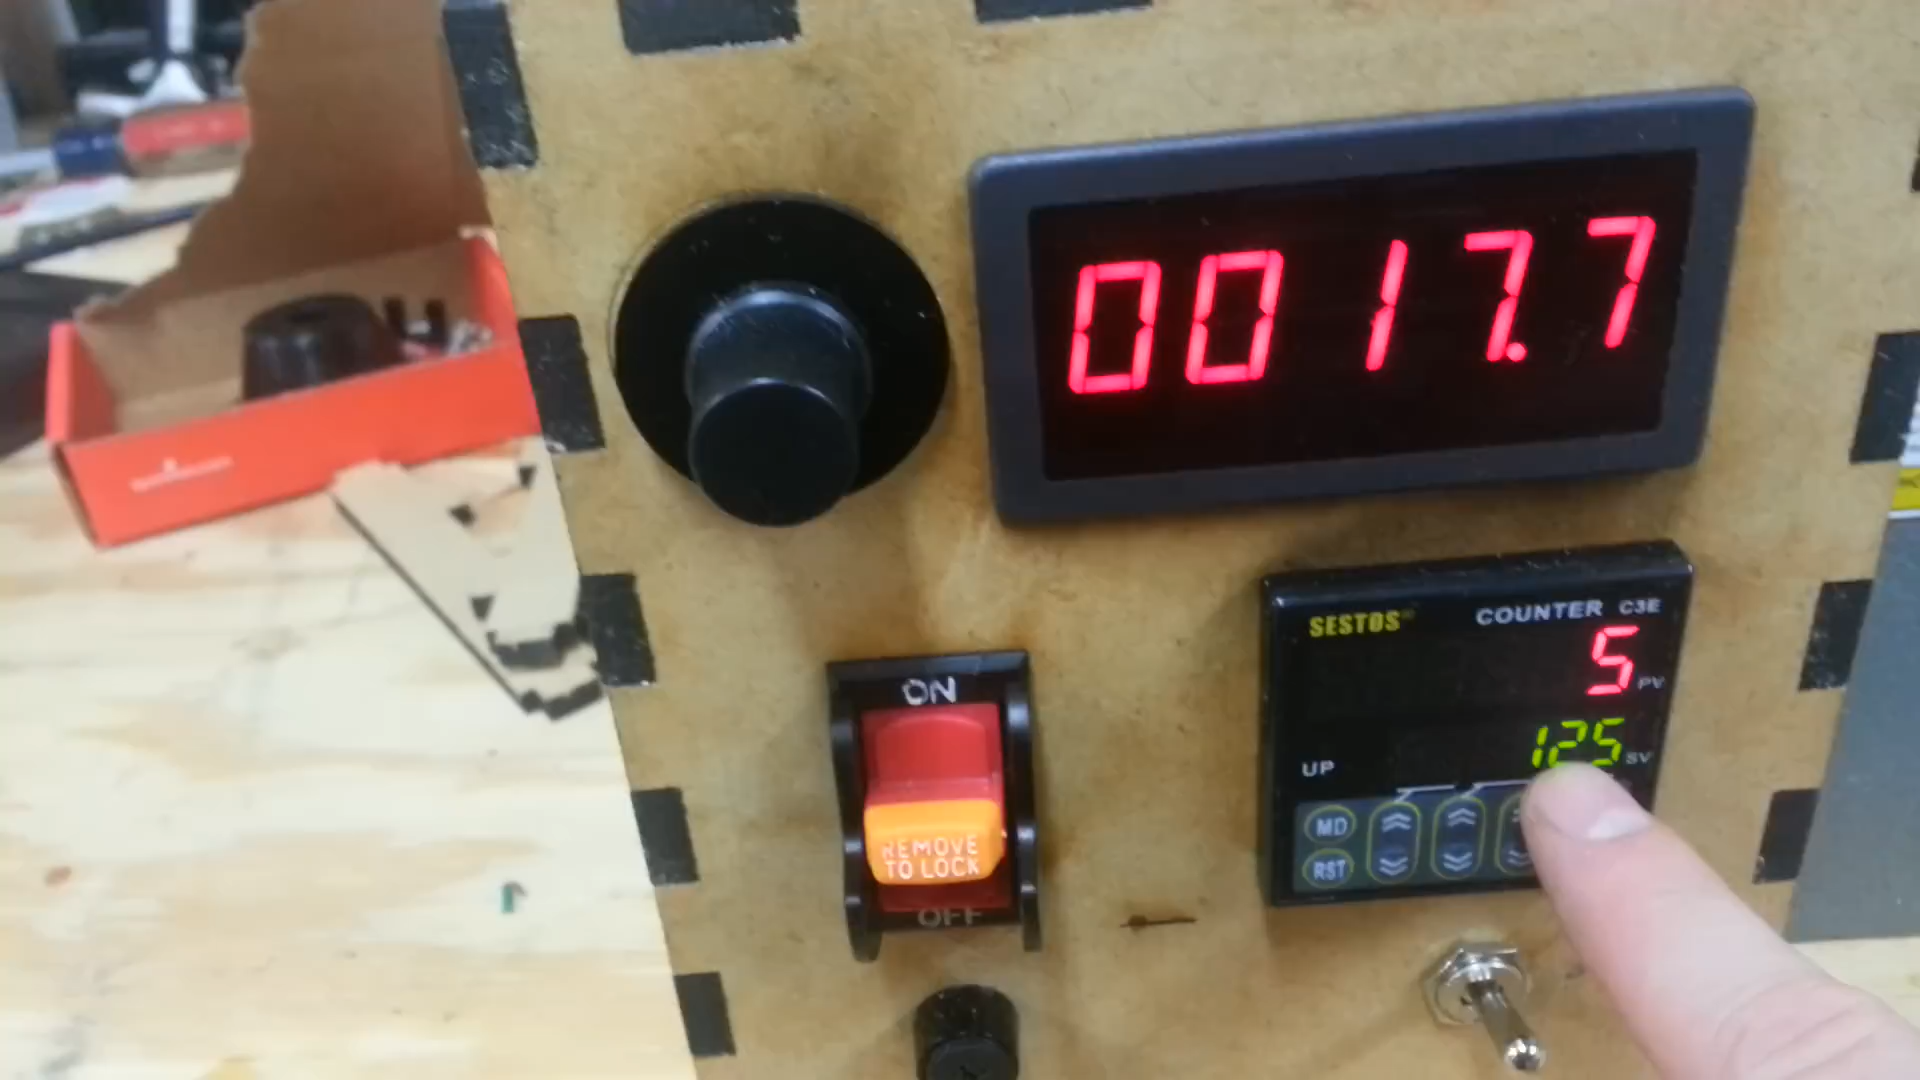 0017.7
SESTOS COUNTER C3E
5 PV
125 SV
UP
MD
RST
ON
REMOVE
TO LOCK
OFF